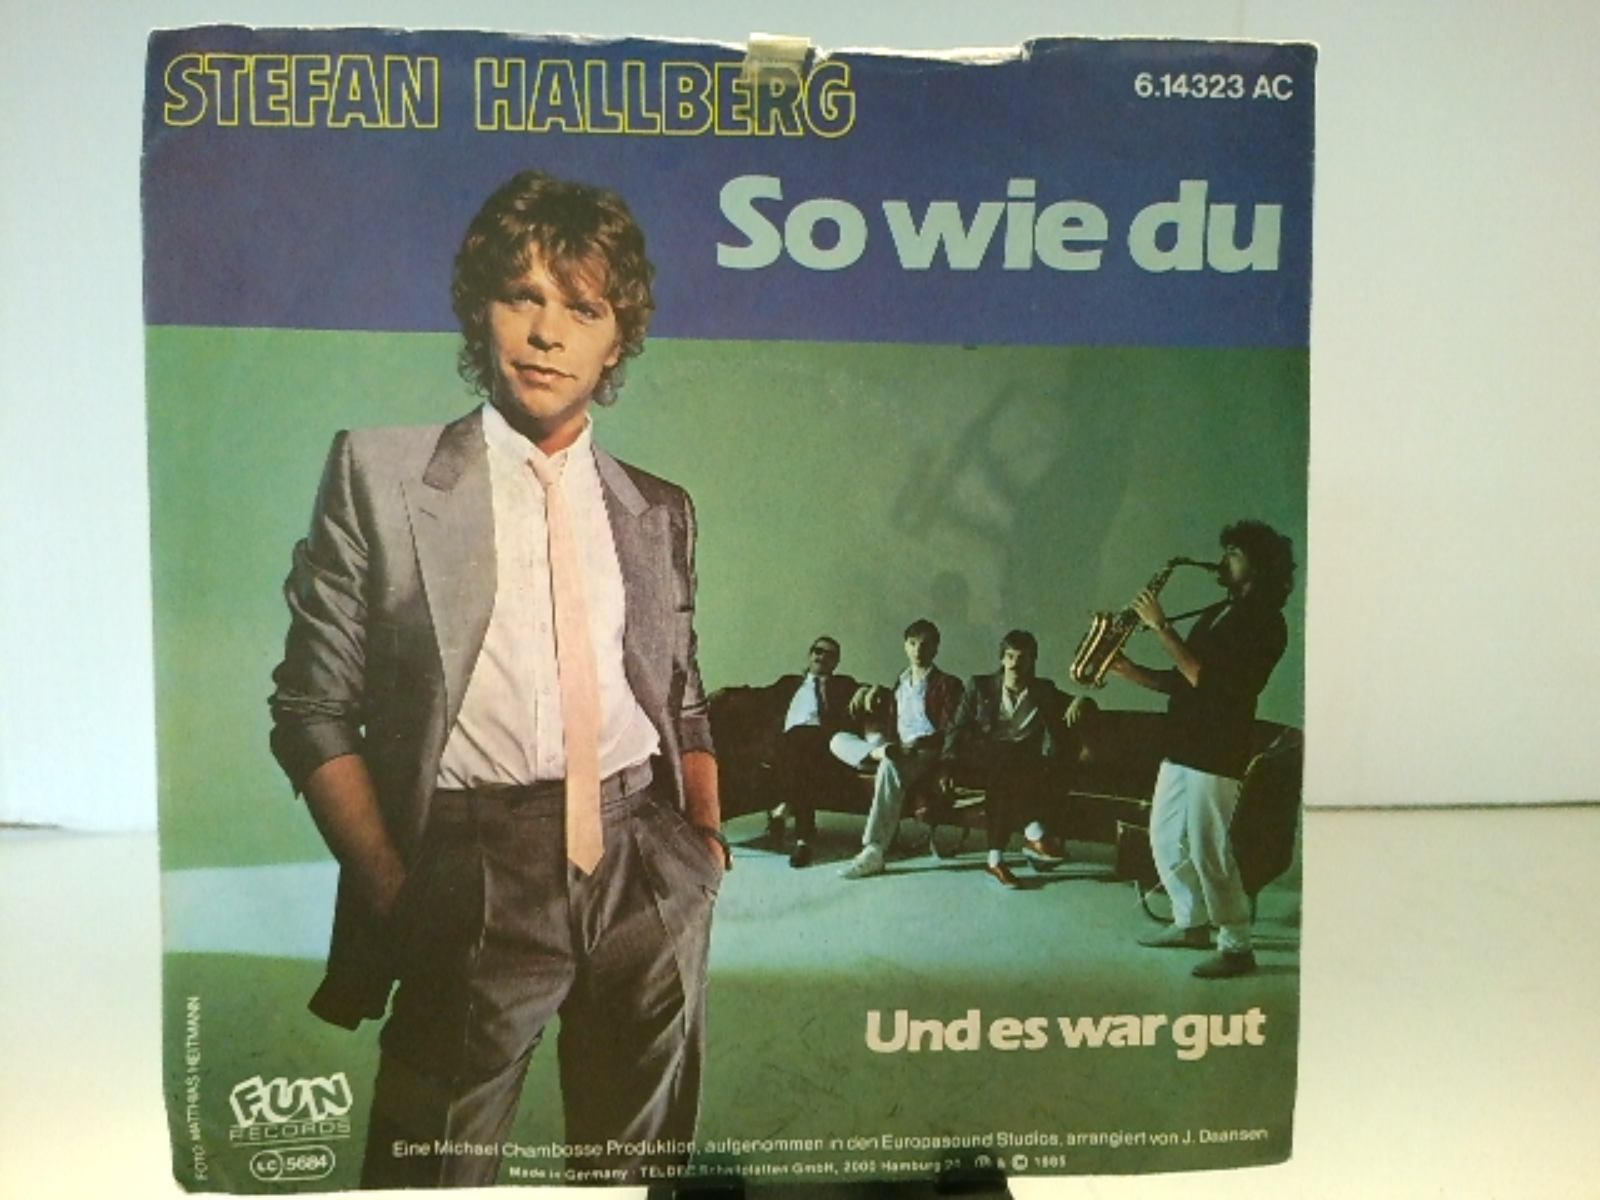 STEFAN HALLBERG
6.14323 AC
So wie du
Und es war gut
FOTO: MATTHIAS HEITMANN
FUN
RECORDS
LC 5684
Eine Michael Chambosse Produktion, aufgenommen in den Europasound Studios, arrangiert von J. Daansen
Made in Germany · TELDEC Schallplatten GmbH, 2000 Hamburg 20 ℗ & © 1985